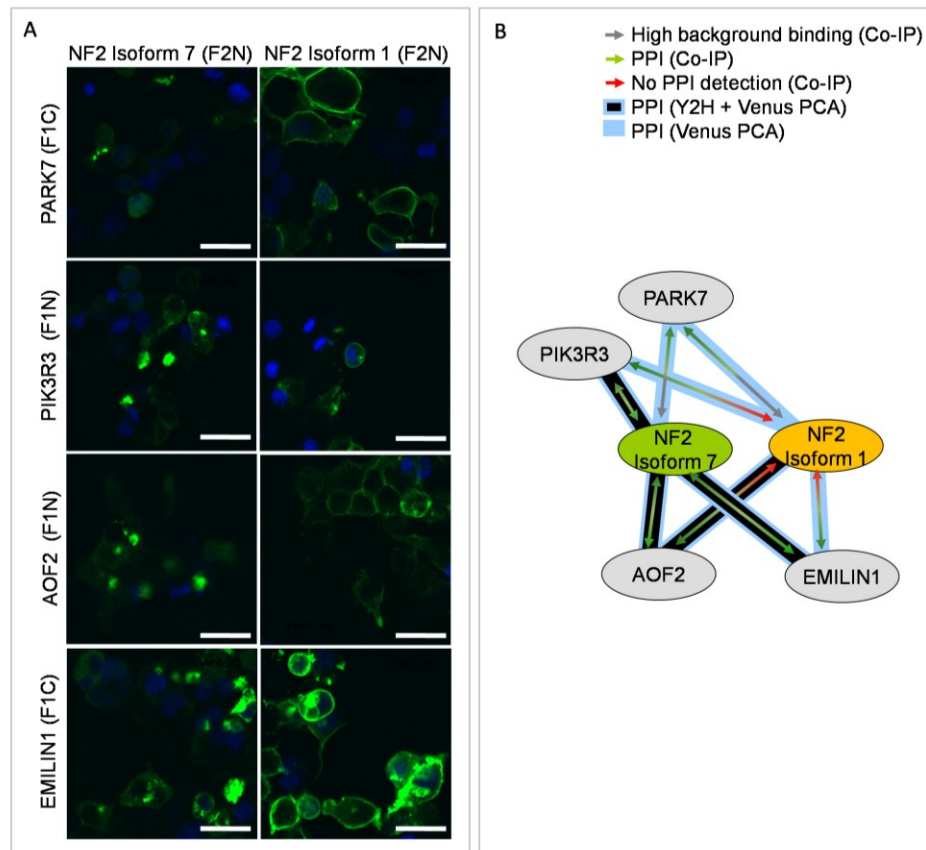 A
NF2 Isoform 7 (F2N) NF2 Isoform 1 (F2N)
PARK7 (F1C)
PIK3R3 (F1N)
AOF2 (F1N)
EMILIN1 (F1C)
B
High background binding (Co-IP)
PPI (Co-IP)
No PPI detection (Co-IP)
PPI (Y2H + Venus PCA)
PPI (Venus PCA)
PARK7
PIK3R3
NF2
Isoform 7
NF2
Isoform 1
AOF2
EMILIN1